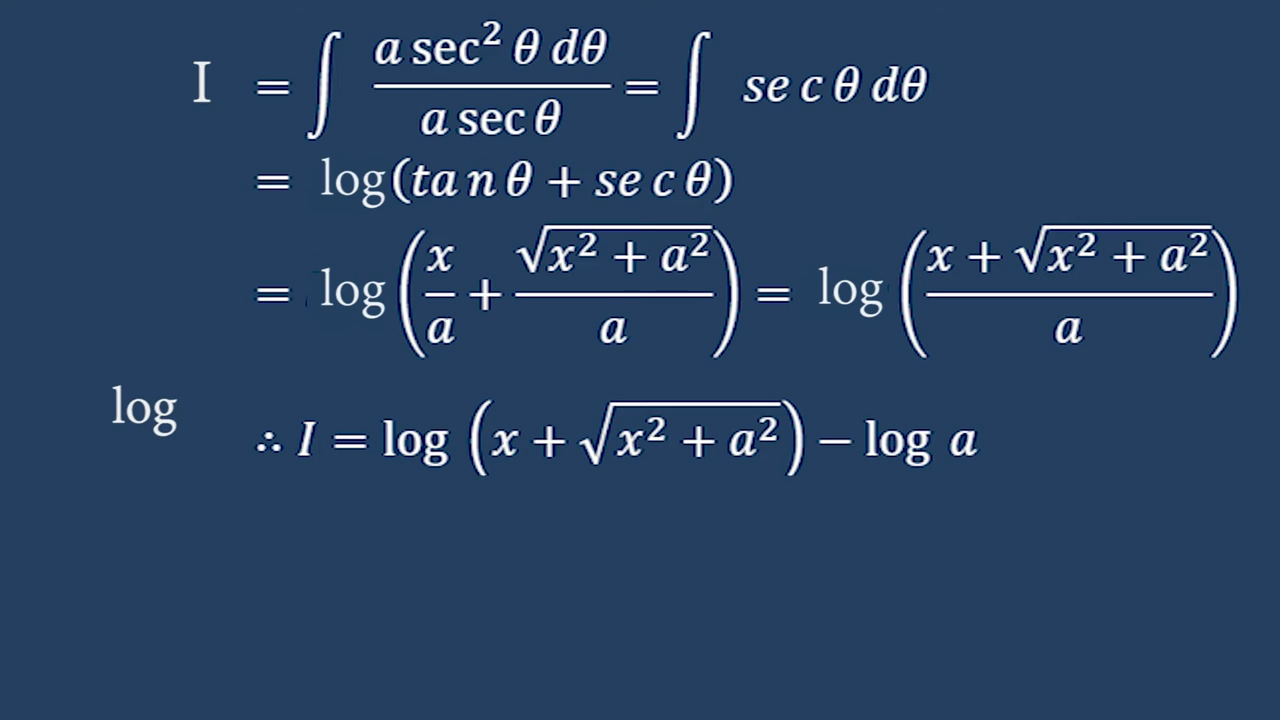 I = ∫ a sec² θ dθ / a sec θ = ∫ sec θ dθ
= log(tan θ + sec θ)
= log(x/a + √(x² + a²)/a) = log((x + √(x² + a²))/a)
log
∴ I = log (x + √(x² + a²)) − log a